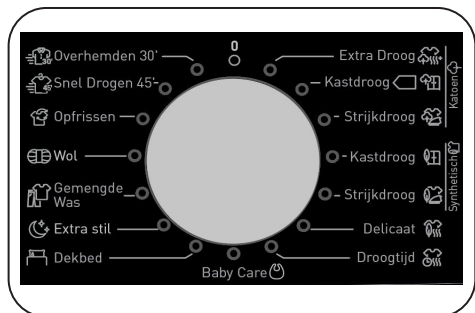 0
Overhemden 30'
Snel Drogen 45'
Opfrissen
Wol
Gemengde
Was
Extra stil
Dekbed
Baby Care
Extra Droog
Kastdroog
Strijkdroog
Katoen
Kastdroog
Strijkdroog
Synthetisch
Delicaat
Droogtijd